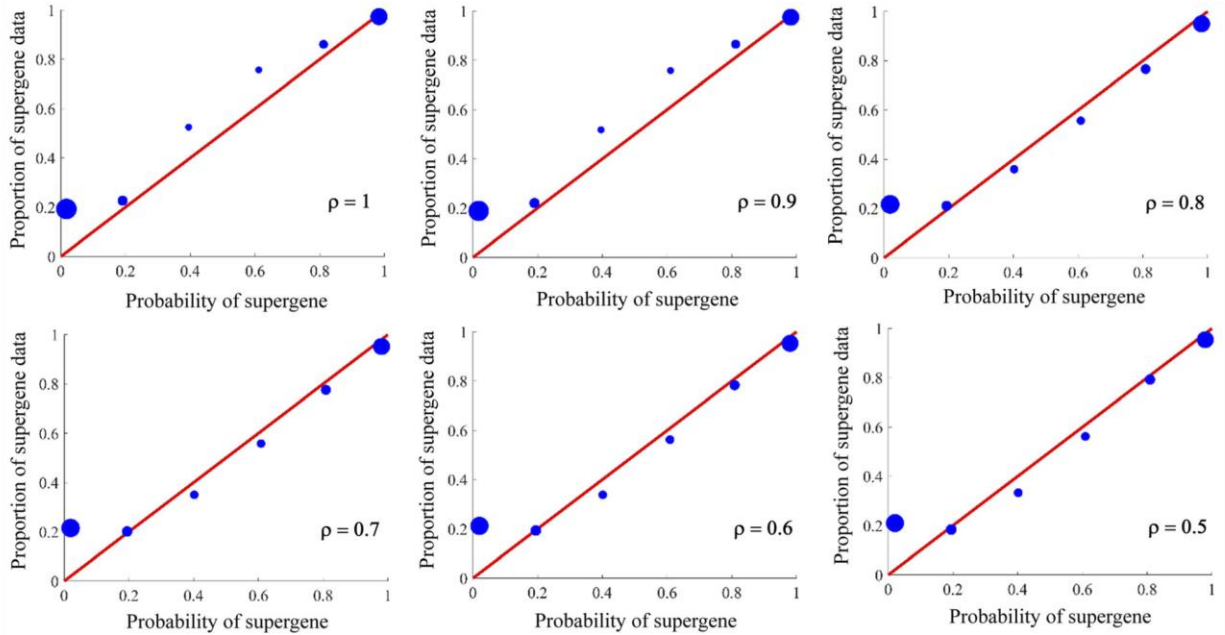 Proportion of supergene data
1
0.8
0.6
0.4
0.2
0
ρ = 1
0 0.2 0.4 0.6 0.8 1
Probability of supergene
Proportion of supergene data
1
0.8
0.6
0.4
0.2
0
ρ = 0.9
0 0.2 0.4 0.6 0.8 1
Probability of supergene
Proportion of supergene data
1
0.8
0.6
0.4
0.2
0
ρ = 0.8
0 0.2 0.4 0.6 0.8 1
Probability of supergene
Proportion of supergene data
1
0.8
0.6
0.4
0.2
0
ρ = 0.7
0 0.2 0.4 0.6 0.8 1
Probability of supergene
Proportion of supergene data
1
0.8
0.6
0.4
0.2
0
ρ = 0.6
0 0.2 0.4 0.6 0.8 1
Probability of supergene
Proportion of supergene data
1
0.8
0.6
0.4
0.2
0
ρ = 0.5
0 0.2 0.4 0.6 0.8 1
Probability of supergene